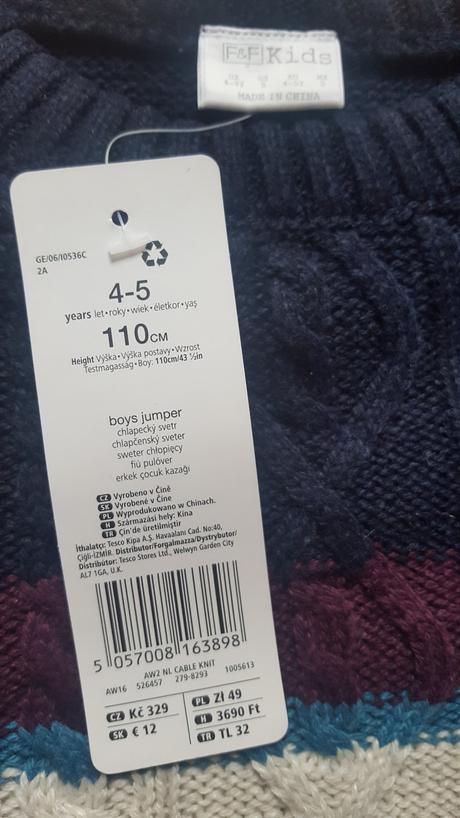 F&F Kids
MADE IN CHINA
GE/06/I0536C
2A
4-5
years let•roky•wiek•életkor•yaş
110CM
Height Výška•Výška postavy•Wzrost
Testmagasság•Boy: 110cm/43 ½in
boys jumper
chlapecký svetr
chlapčenský sveter
sweter chłopięcy
fiú pulóver
erkek çocuk kazağı
CZ Vyrobeno v Číně
SK Vyrobené v Číne
PL Wyprodukowano w Chinach.
H Származási hely: Kína
TR Çin'de üretilmiştir
İthalatçı: Tesco Kipa A.Ş. Havaalanı Cad. No:40,
Çiğli-İZMİR. Distributor/Forgalmazza/Dystrybutor/
Distribútor: Tesco Stores Ltd., Welwyn Garden City
AL7 1GA, U.K.
5 057008 163898
AW2 NL CABLE KNIT
AW16 526457 279-8293 1005613
CZ Kč 329 PL Zł 49
SK € 12 H 3690 Ft
TR TL 32